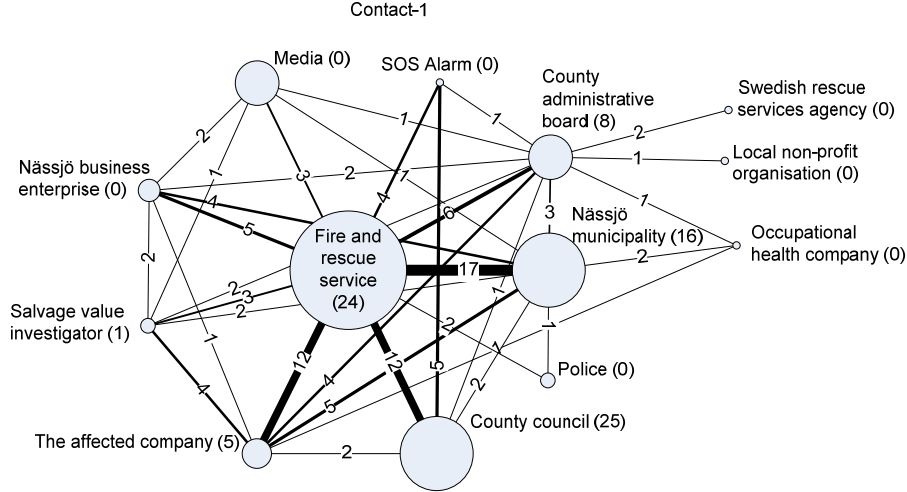 Contact-1
Media (0)
SOS Alarm (0)
County
administrative
board (8)
Swedish rescue
services agency (0)
Local non-profit
organisation (0)
Nässjö business
enterprise (0)
Fire and
rescue
service
(24)
Nässjö
municipality (16)
Occupational
health company (0)
Salvage value
investigator (1)
Police (0)
The affected company (5)
County council (25)
2
1
3
1
1
4
1
2
1
2
4
5
6
3
1
17
2
2
2
3
2
1
2
1
1
1
4
12
4
5
12
5
2
2